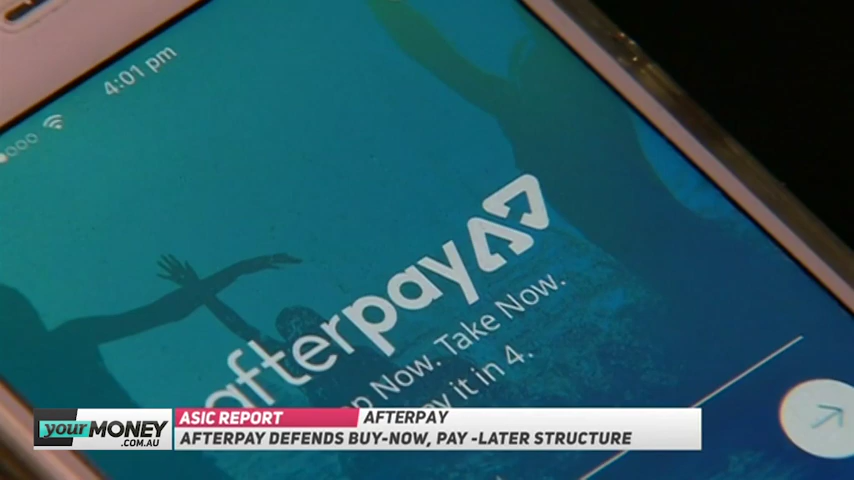 4:01 pm
afterpay
p Now. Take Now.
y it in 4.
ASIC REPORT
AFTERPAY
yourMONEY
.COM.AU
AFTERPAY DEFENDS BUY-NOW, PAY -LATER STRUCTURE